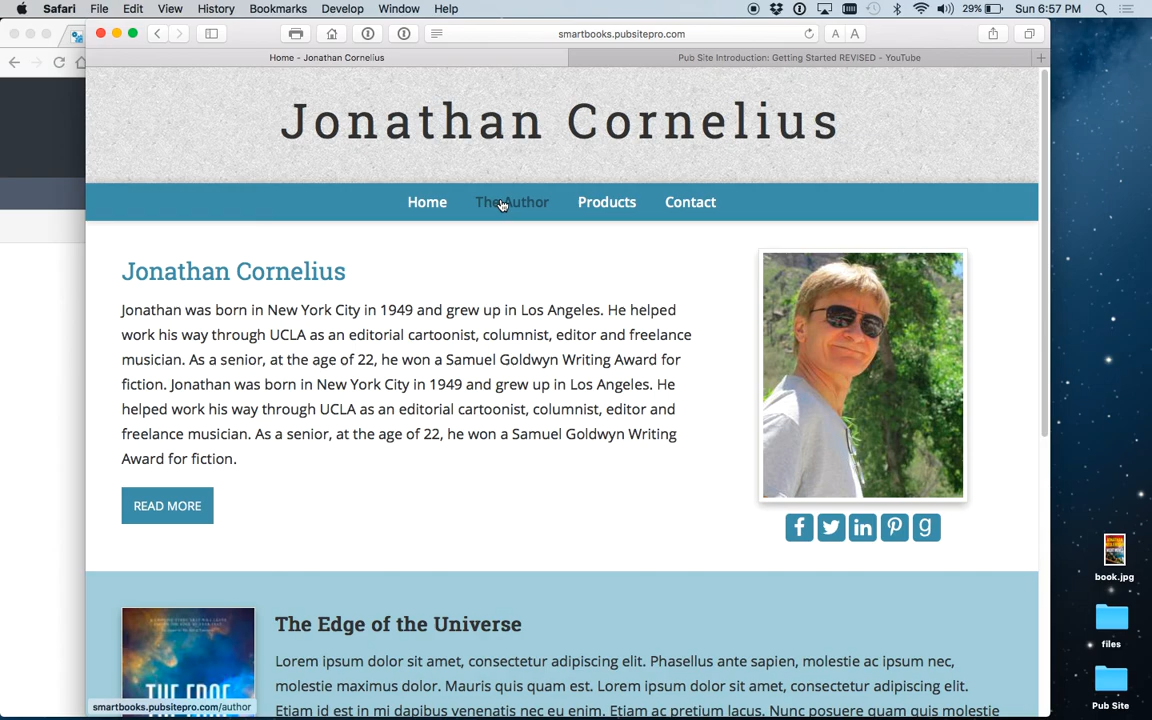 Safari File Edit View History Bookmarks Develop Window Help 29% Sun 6:57 PM
smartbooks.pubsitepro.com A A
Home - Jonathan Cornelius Pub Site Introduction: Getting Started REVISED - YouTube
Jonathan Cornelius
Home The Author Products Contact
Jonathan Cornelius
Jonathan was born in New York City in 1949 and grew up in Los Angeles. He helped
work his way through UCLA as an editorial cartoonist, columnist, editor and freelance
musician. As a senior, at the age of 22, he won a Samuel Goldwyn Writing Award for
fiction. Jonathan was born in New York City in 1949 and grew up in Los Angeles. He
helped work his way through UCLA as an editorial cartoonist, columnist, editor and
freelance musician. As a senior, at the age of 22, he won a Samuel Goldwyn Writing
Award for fiction.
READ MORE
The Edge of the Universe
Lorem ipsum dolor sit amet, consectetur adipiscing elit. Phasellus ante sapien, molestie ac ipsum nec,
molestie maximus dolor. Mauris quis quam est. Lorem ipsum dolor sit amet, consectetur adipiscing elit.
Etiam id est in mi dapibus venenatis nec eu enim. Etiam ac pretium lacus. Nunc posuere quam molestie
THE EDGE
smartbooks.pubsitepro.com/author
book.jpg
files
Pub Site